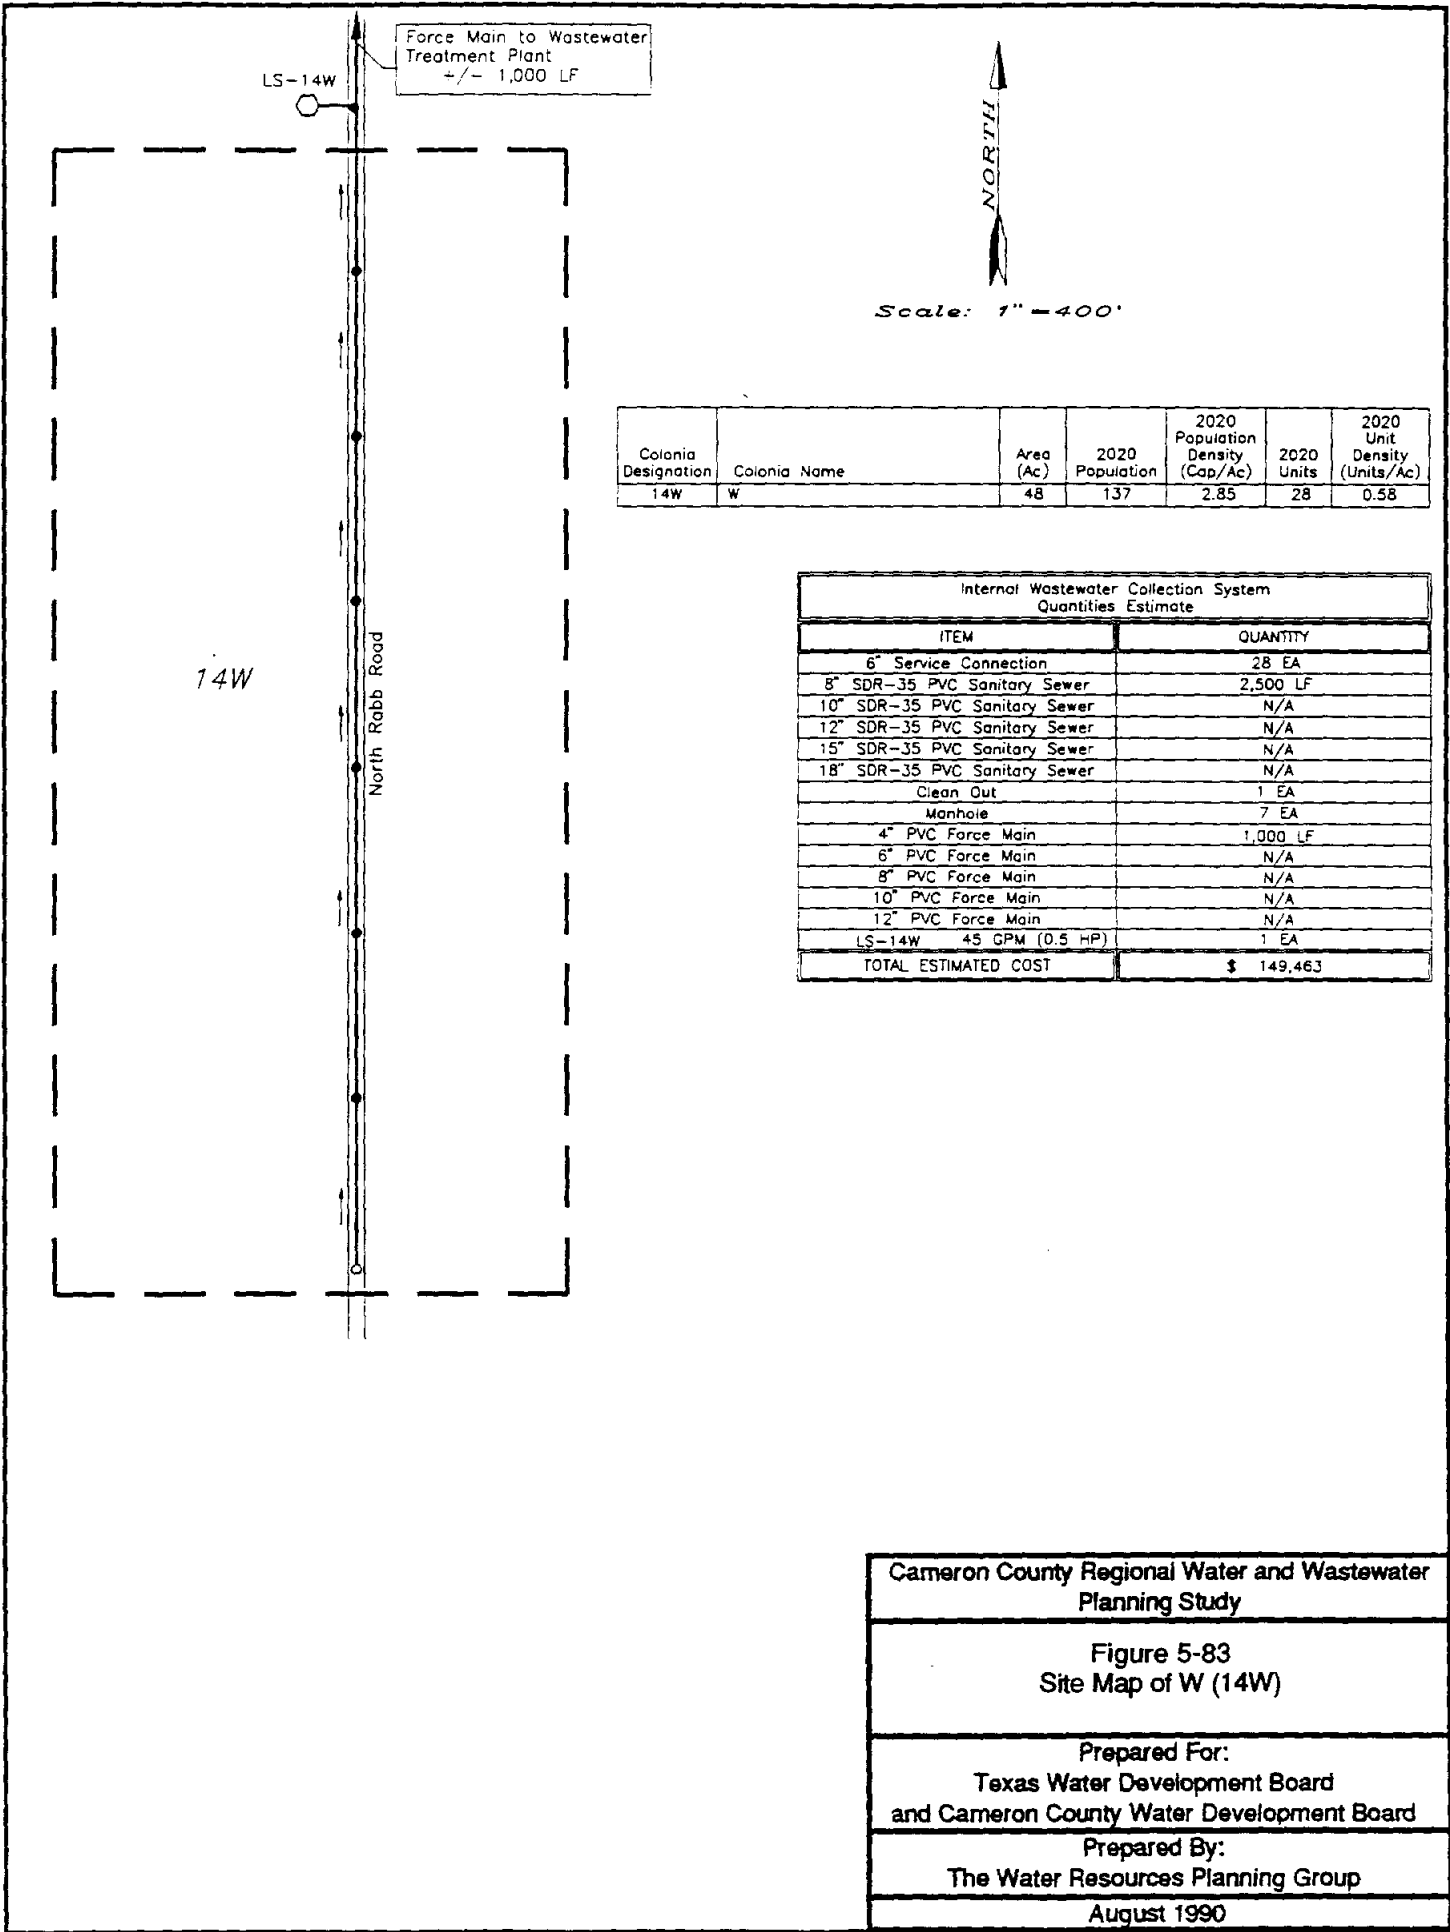 Force Main to Wastewater
Treatment Plant
+/- 1,000 LF
LS-14W
NORTH
Scale: 1"=400'
Colonia Designation | Colonia Name | Area (Ac) | 2020 Population | 2020 Population Density (Cap/Ac) | 2020 Units | 2020 Unit Density (Units/Ac)
14W | W | 48 | 137 | 2.85 | 28 | 0.58
14W
North Rabb Road
Internal Wastewater Collection System
Quantities Estimate
ITEM | QUANTITY
6" Service Connection | 28 EA
8" SDR-35 PVC Sanitary Sewer | 2,500 LF
10" SDR-35 PVC Sanitary Sewer | N/A
12" SDR-35 PVC Sanitary Sewer | N/A
15" SDR-35 PVC Sanitary Sewer | N/A
18" SDR-35 PVC Sanitary Sewer | N/A
Clean Out | 1 EA
Manhole | 7 EA
4" PVC Force Main | 1,000 LF
6" PVC Force Main | N/A
8" PVC Force Main | N/A
10" PVC Force Main | N/A
12" PVC Force Main | N/A
LS-14W 45 GPM (0.5 HP) | 1 EA
TOTAL ESTIMATED COST | $ 149,463
Cameron County Regional Water and Wastewater
Planning Study
Figure 5-83
Site Map of W (14W)
Prepared For:
Texas Water Development Board
and Cameron County Water Development Board
Prepared By:
The Water Resources Planning Group
August 1990